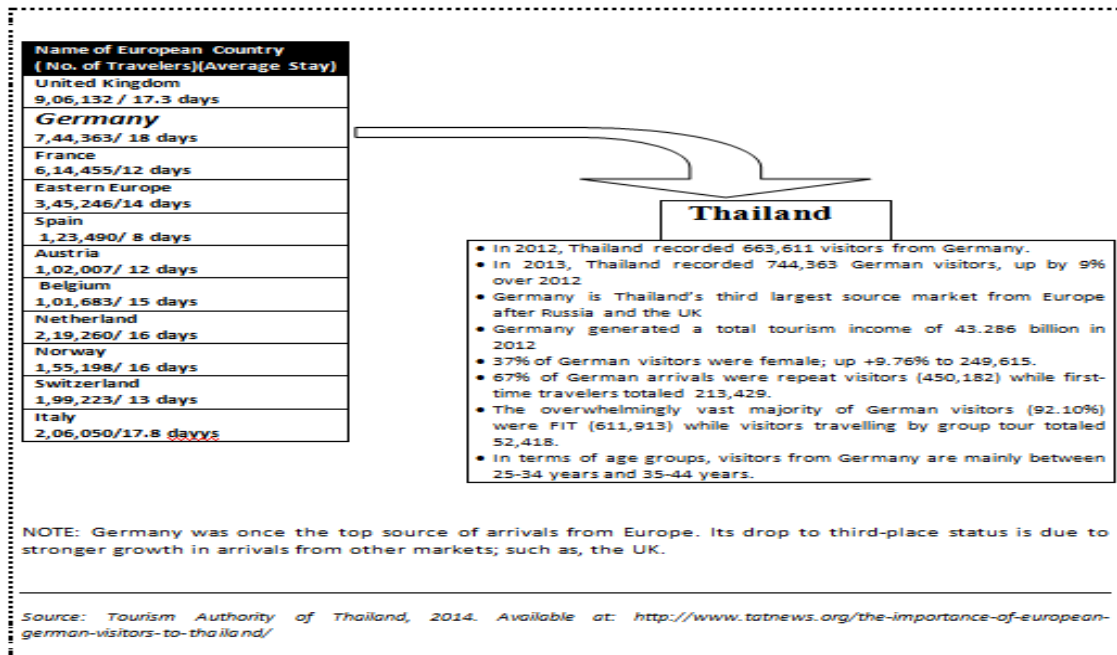 Name of European Country
( No. of Travelers)(Average Stay)
United Kingdom
9,06,132 / 17.3 days
Germany
7,44,363/ 18 days
France
6,14,455/12 days
Eastern Europe
3,45,246/14 days
Spain
1,23,490/ 8 days
Austria
1,02,007/ 12 days
Belgium
1,01,683/ 15 days
Netherland
2,19,260/ 16 days
Norway
1,55,198/ 16 days
Switzerland
1,99,223/ 13 days
Italy
2,06,050/17.8 dayys
Thailand
• In 2012, Thailand recorded 663,611 visitors from Germany.
• In 2013, Thailand recorded 744,363 German visitors, up by 9%
over 2012
• Germany is Thailand's third largest source market from Europe
after Russia and the UK
• Germany generated a total tourism income of 43.286 billion in
2012
• 37% of German visitors were female; up +9.76% to 249,615.
• 67% of German arrivals were repeat visitors (450,182) while first-
time travelers totaled 213,429.
• The overwhelmingly vast majority of German visitors (92.10%)
were FIT (611,913) while visitors travelling by group tour totaled
52,418.
• In terms of age groups, visitors from Germany are mainly between
25-34 years and 35-44 years.
NOTE: Germany was once the top source of arrivals from Europe. Its drop to third-place status is due to
stronger growth in arrivals from other markets; such as, the UK.
Source: Tourism Authority of Thailand, 2014. Available at: http://www.tatnews.org/the-importance-of-european-
german-visitors-to-thailand/